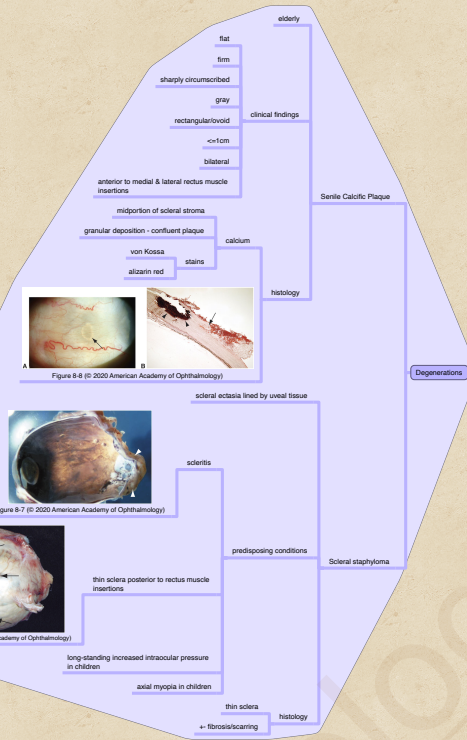 elderly
flat
firm
sharply circumscribed
gray
rectangular/ovoid
<=1cm
bilateral
anterior to medial & lateral rectus muscle
insertions
clinical findings
Senile Calcific Plaque
midportion of scleral stroma
granular deposition - confluent plaque
von Kossa
alizarin red
stains
calcium
histology
A
B
Figure 8-8 (© 2020 American Academy of Ophthalmology)
Degenerations
scleral ectasia lined by uveal tissue
gure 8-7 (© 2020 American Academy of Ophthalmology)
scleritis
predisposing conditions
Scleral staphyloma
thin sclera posterior to rectus muscle
insertions
cademy of Ophthalmology)
long-standing increased intraocular pressure
in children
axial myopia in children
thin sclera
+- fibrosis/scarring
histology